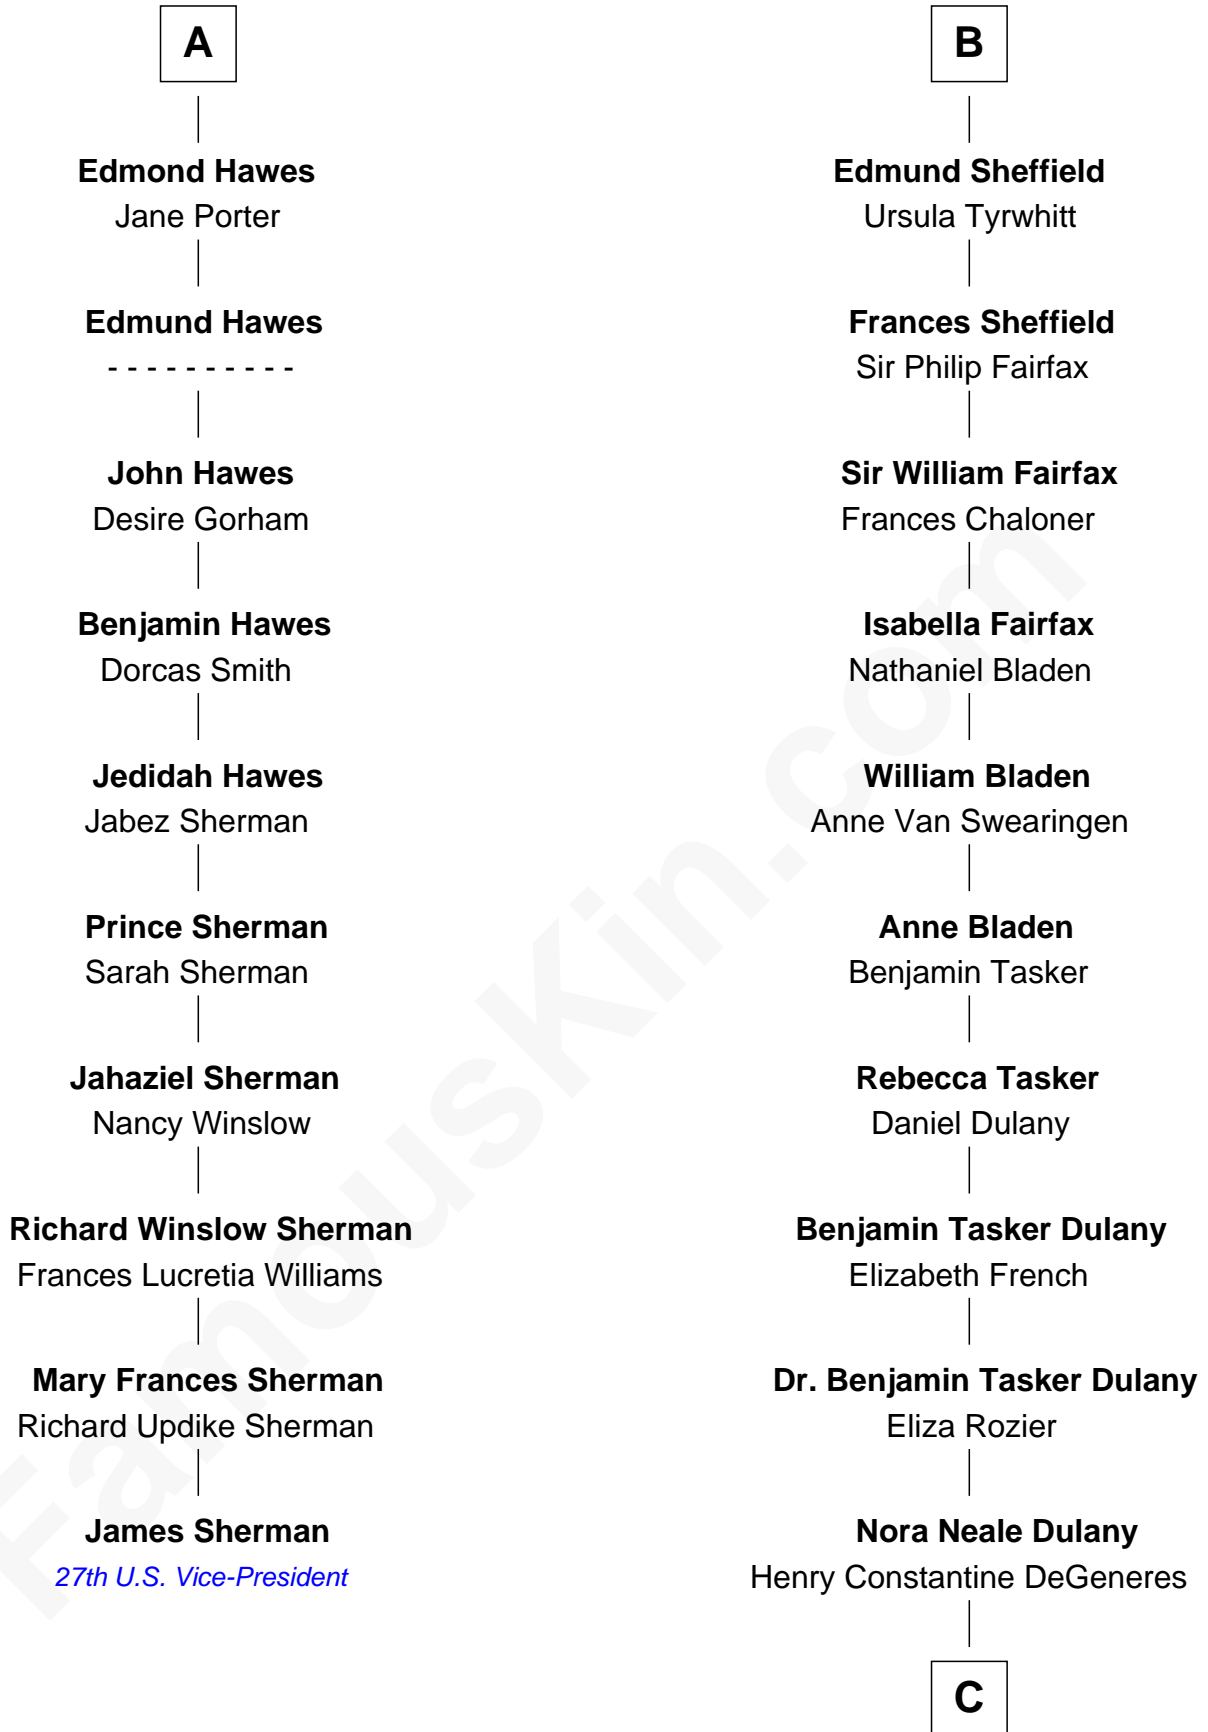 A
Edmond Hawes
Jane Porter
Edmund Hawes
- - - - - - - - - -
John Hawes
Desire Gorham
Benjamin Hawes
Dorcas Smith
Jedidah Hawes
Jabez Sherman
Prince Sherman
Sarah Sherman
Jahaziel Sherman
Nancy Winslow
Richard Winslow Sherman
Frances Lucretia Williams
Mary Frances Sherman
Richard Updike Sherman
James Sherman
27th U.S. Vice-President
B
Edmund Sheffield
Ursula Tyrwhitt
Frances Sheffield
Sir Philip Fairfax
Sir William Fairfax
Frances Chaloner
Isabella Fairfax
Nathaniel Bladen
William Bladen
Anne Van Swearingen
Anne Bladen
Benjamin Tasker
Rebecca Tasker
Daniel Dulany
Benjamin Tasker Dulany
Elizabeth French
Dr. Benjamin Tasker Dulany
Eliza Rozier
Nora Neale Dulany
Henry Constantine DeGeneres
C
FamousKin.com